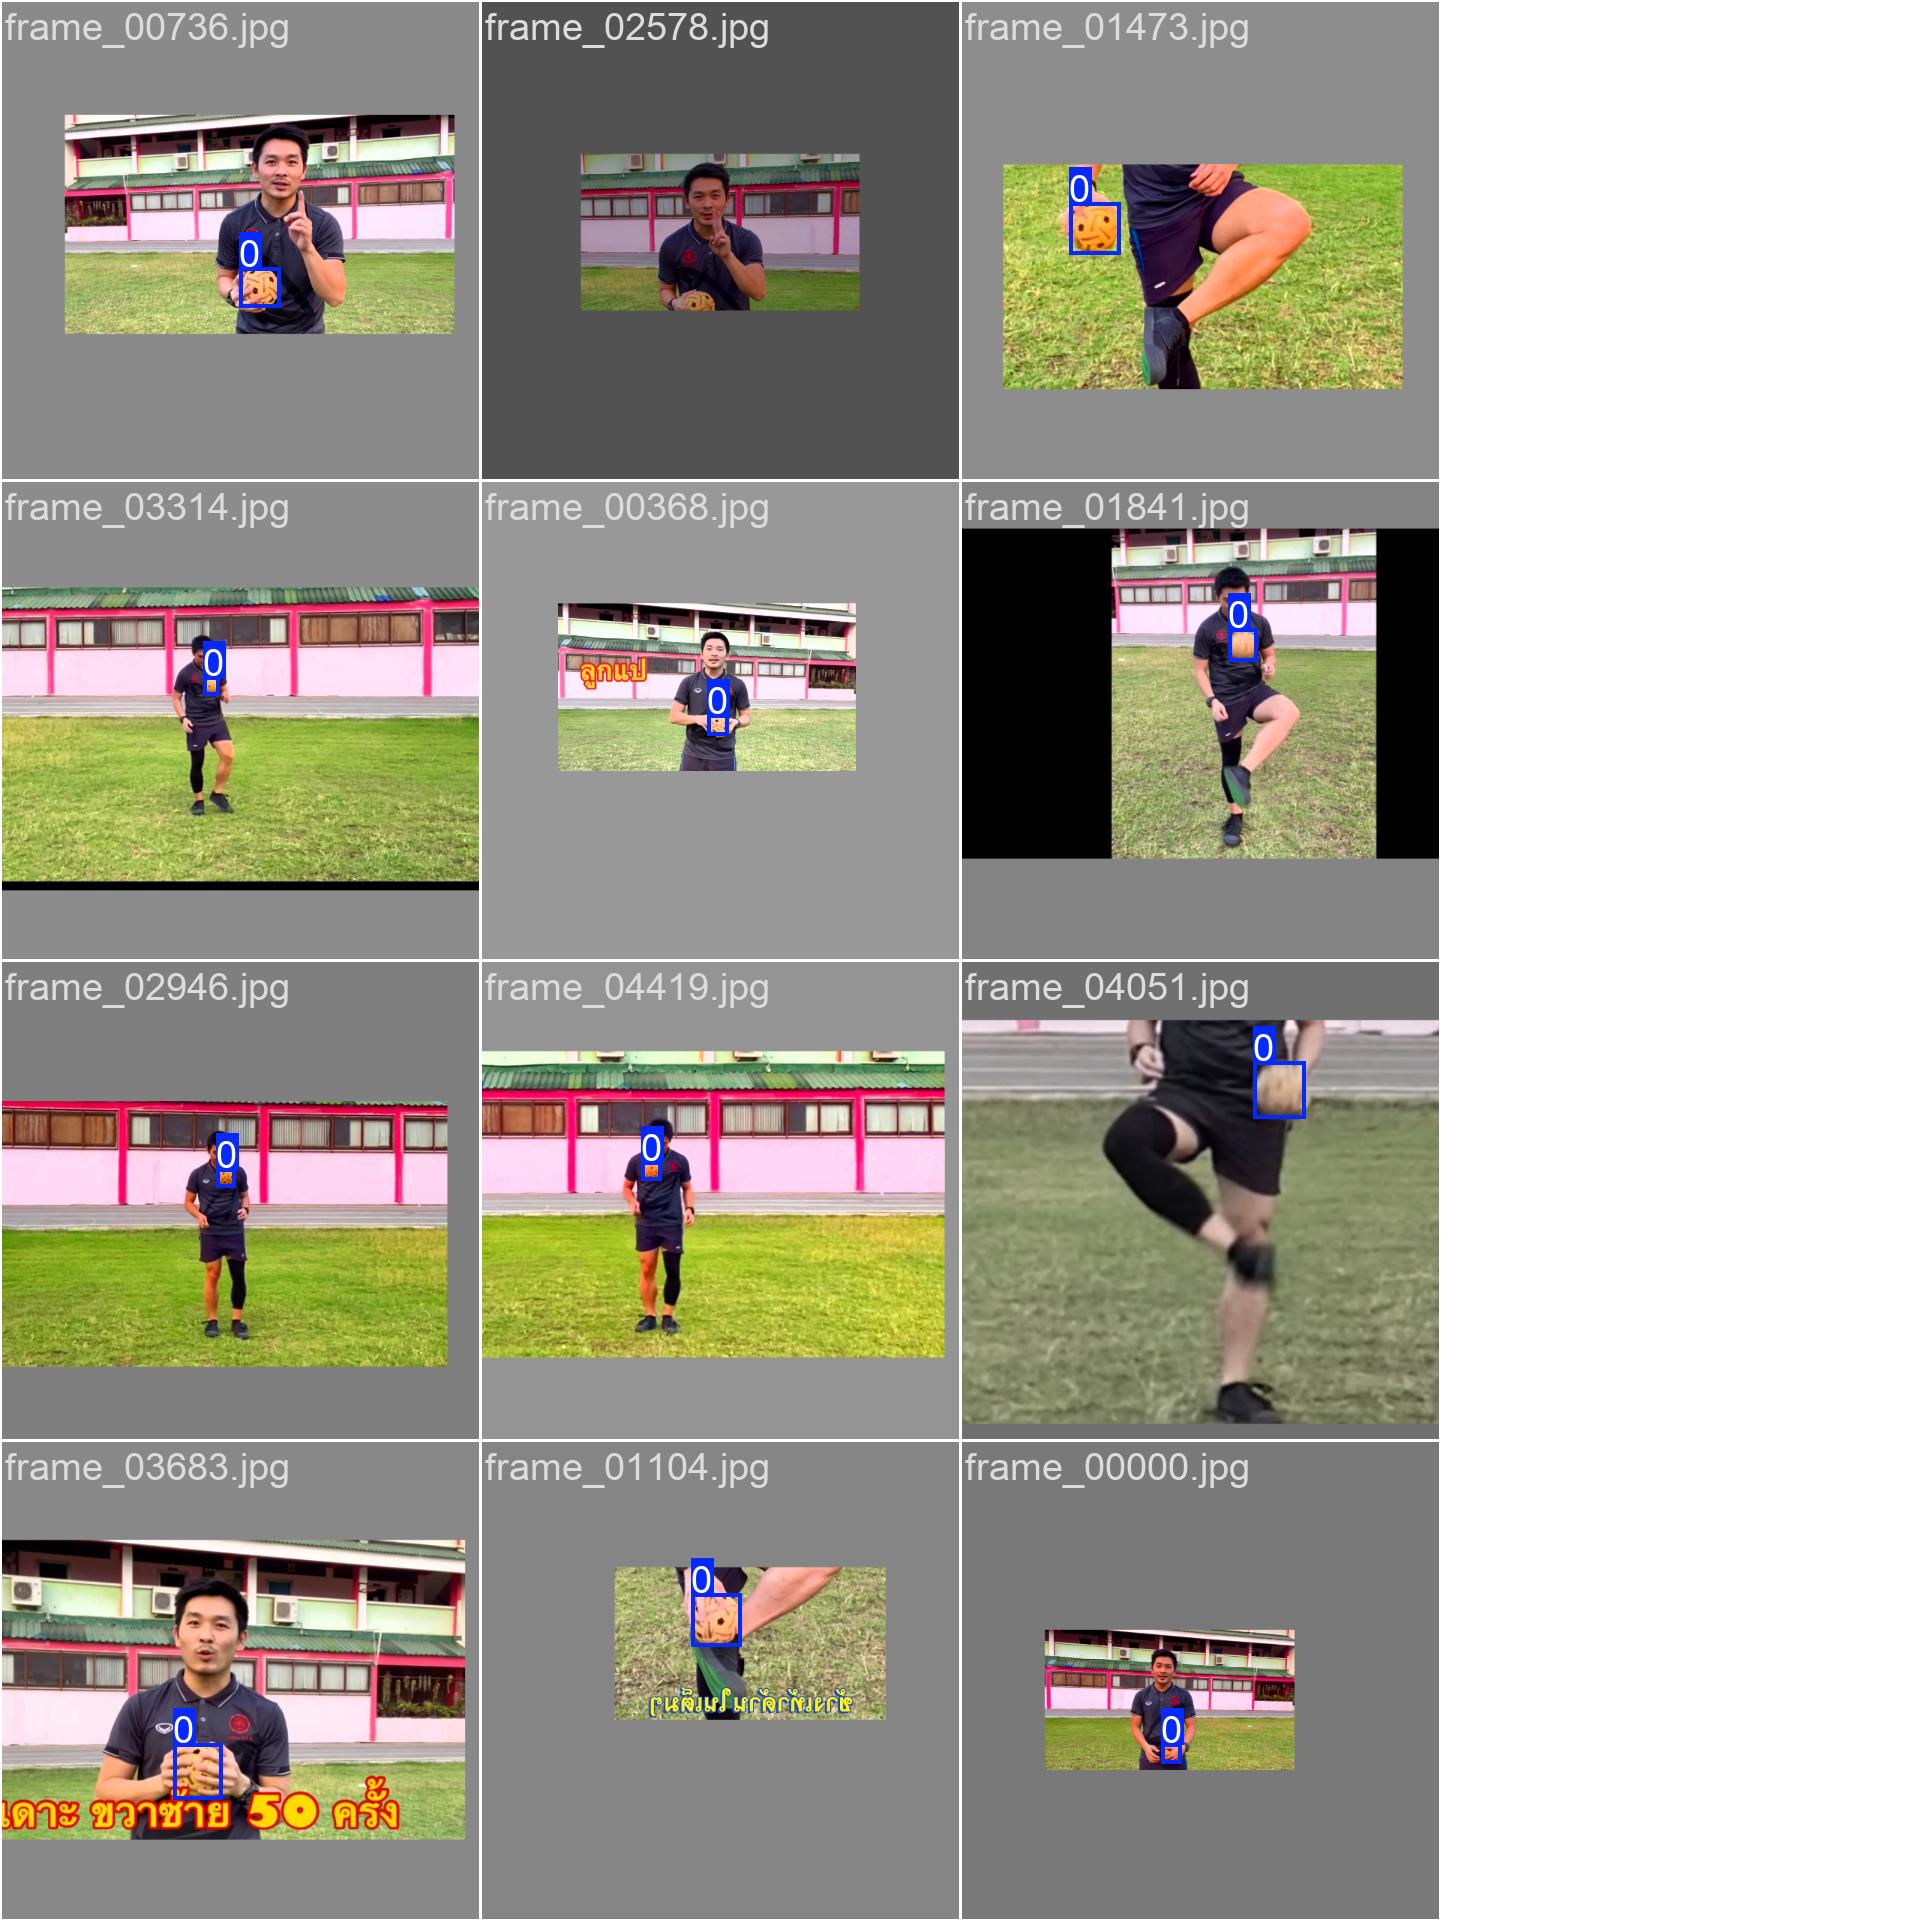 frame_00736.jpg
frame_02578.jpg
frame_01473.jpg
0
0
frame_03314.jpg
frame_00368.jpg
frame_01841.jpg
0
ลูกแป
0
0
frame_02946.jpg
frame_04419.jpg
frame_04051.jpg
0
0
0
frame_03683.jpg
frame_01104.jpg
frame_00000.jpg
0
0
0
เดาะ ขวาซ้าย 50 ครั้ง